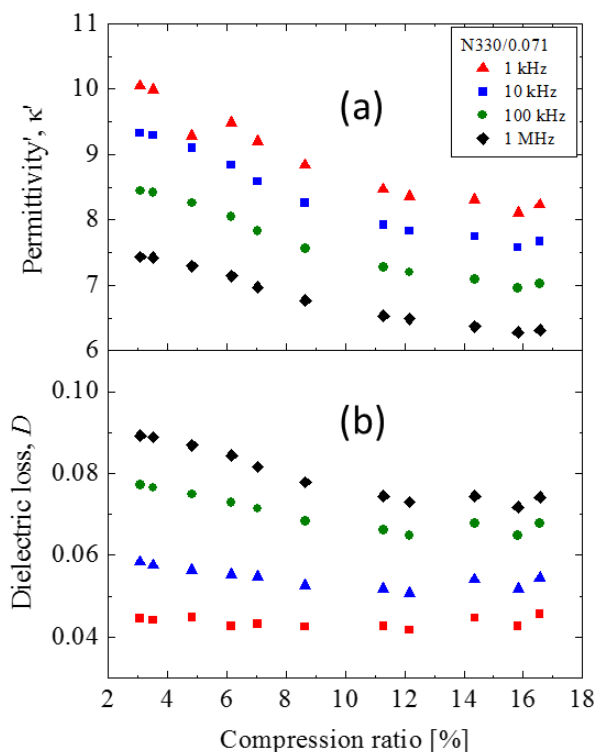 11
10
9
8
7
6
Permittivity', κ'
(a)
N330/0.071
1 kHz
10 kHz
100 kHz
1 MHz
0.10
0.08
0.06
0.04
Dielectric loss, D
(b)
2 4 6 8 10 12 14 16 18
Compression ratio [%]